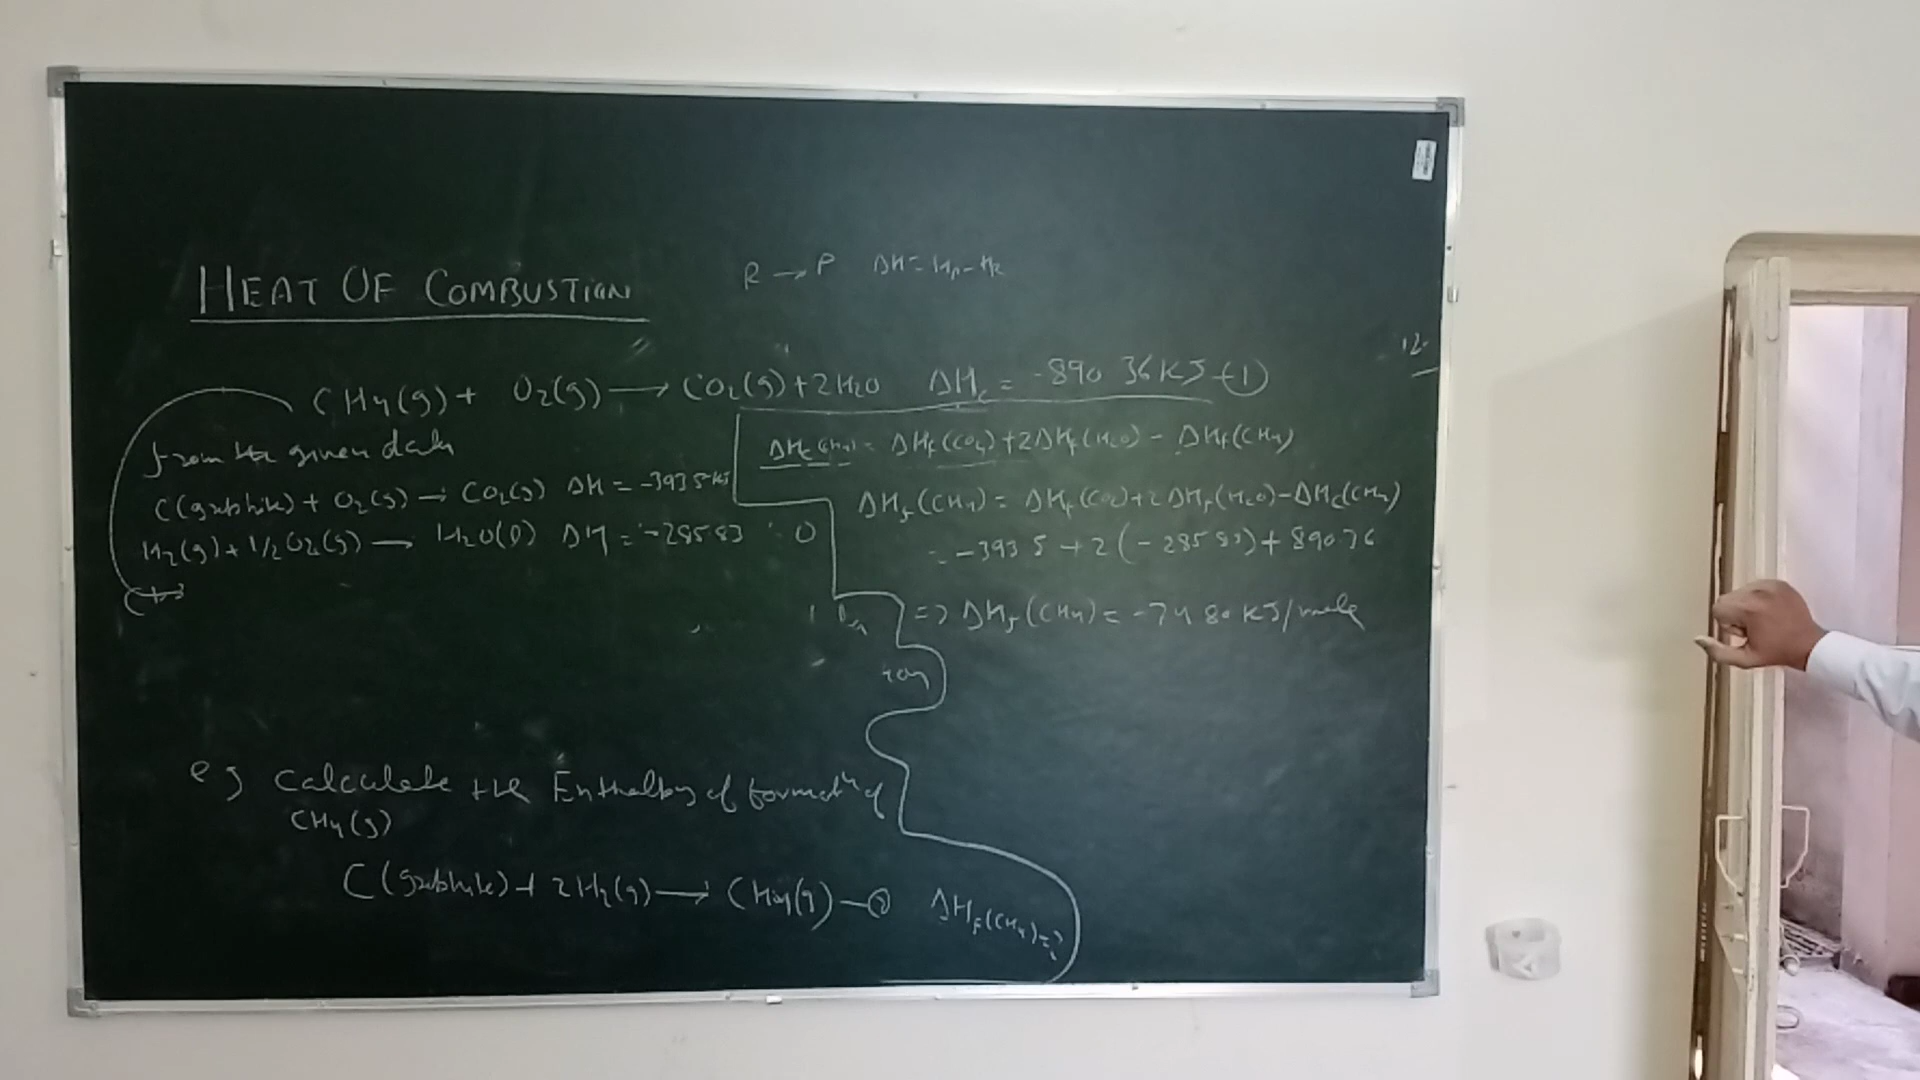 HEAT OF COMBUSTION
R → P ΔH = Hp - HR
12
CH4(g) + O2(g) → CO2(g) + 2H2O ΔHc = -890.36 KJ -(1)
from the given data
C(graphite) + O2(g) → CO2(g) ΔH = -393.5 KJ
H2(g) + 1/2 O2(g) → H2O(l) ΔH = -285.83
ΔHc(CH4) = ΔHf(CO2) + 2ΔHf(H2O) - ΔHf(CH4)
ΔHf(CH4) = ΔHf(CO2) + 2ΔHf(H2O) - ΔHc(CH4)
= -393.5 + 2(-285.83) + 890.36
=> ΔHf(CH4) = -74.80 KJ/mole
eg Calculate the Enthalpy of formatn of
CH4(g)
C(graphite) + 2H2(g) → CH4(g) -(2) ΔHf(CH4) = ?